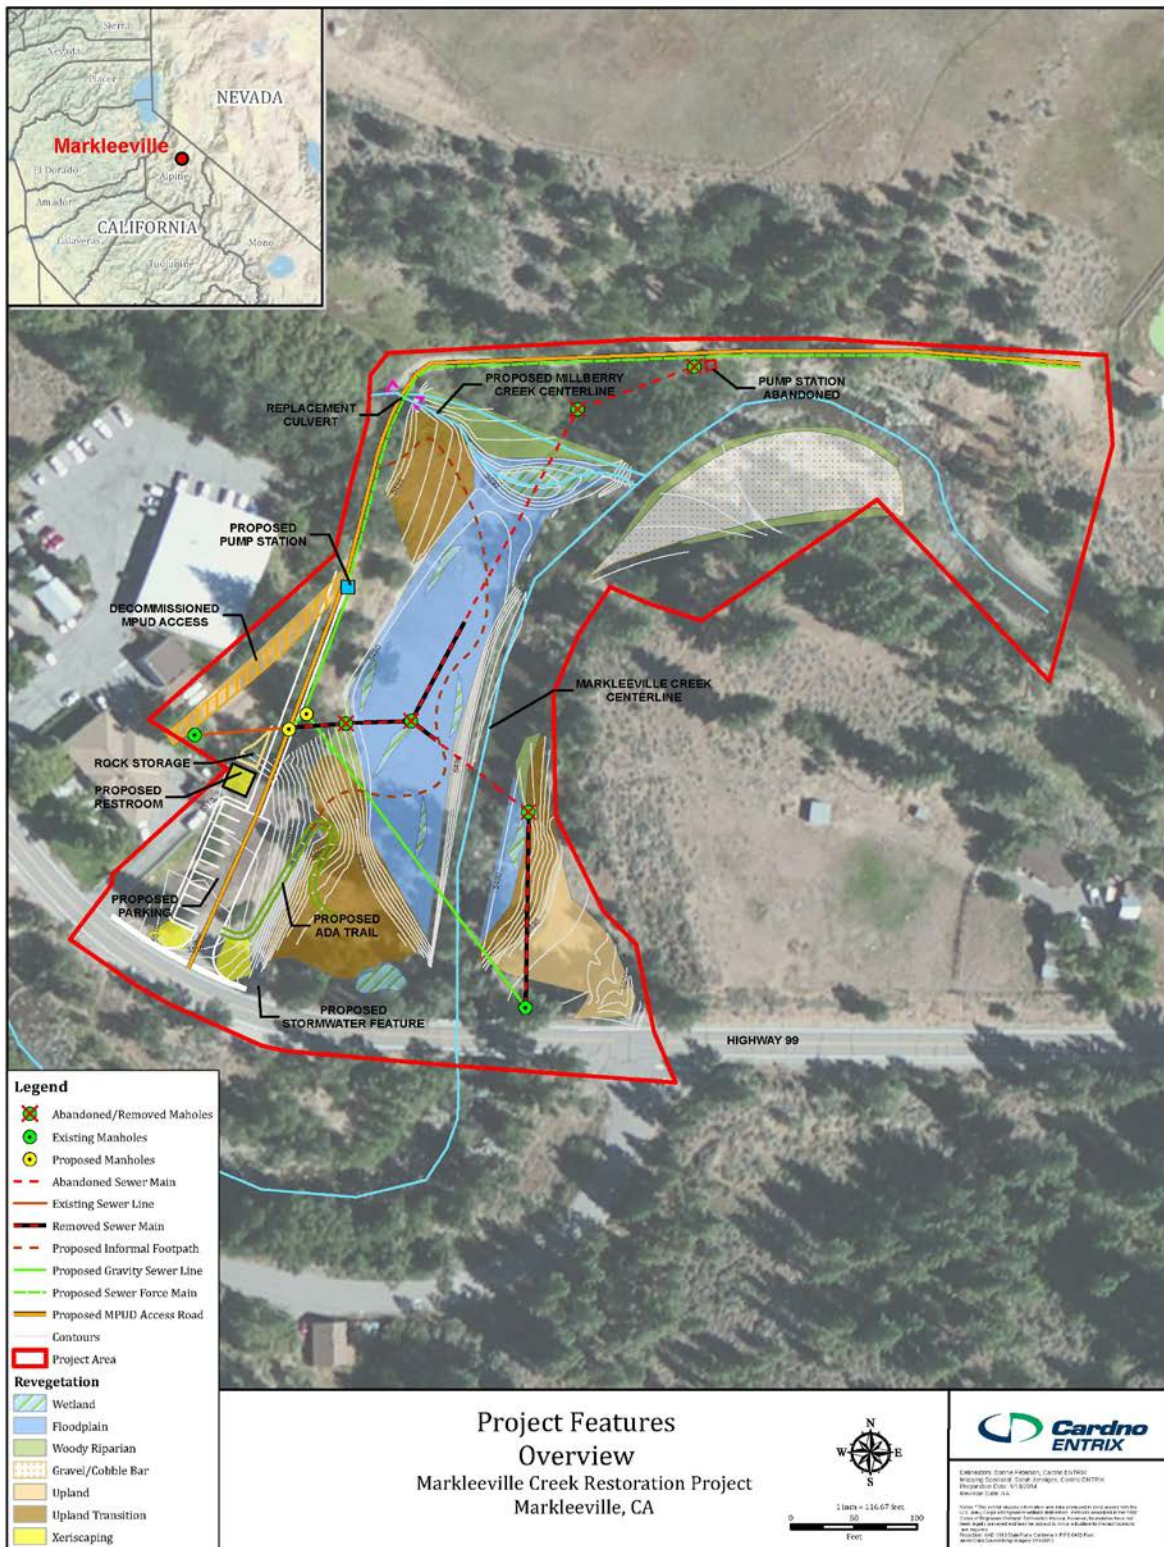 Sierra
Nevada
Placer
NEVADA
Markleeville
El Dorado
Alpine
Amador
CALIFORNIA
Calaveras
Mono
Tuolumne
PROPOSED MILLBERRY
CREEK CENTERLINE
PUMP STATION
ABANDONED
REPLACEMENT
CULVERT
PROPOSED
PUMP STATION
DECOMMISSIONED
MPUD ACCESS
MARKLEEVILLE CREEK
CENTERLINE
ROCK STORAGE
PROPOSED
RESTROOM
PROPOSED
PARKING
PROPOSED
ADA TRAIL
PROPOSED
STORMWATER FEATURE
HIGHWAY 99
Legend
Abandoned/Removed Maholes
Existing Manholes
Proposed Manholes
Abandoned Sewer Main
Existing Sewer Line
Removed Sewer Main
Proposed Informal Footpath
Proposed Gravity Sewer Line
Proposed Sewer Force Main
Proposed MPUD Access Road
Contours
Project Area
Revegetation
Wetland
Floodplain
Woody Riparian
Gravel/Cobble Bar
Upland
Upland Transition
Xeriscaping
Project Features
Overview
Markleeville Creek Restoration Project
Markleeville, CA
N
W E
S
1 inch = 116.67 feet
0 50 100
Feet
Cardno
ENTRIX